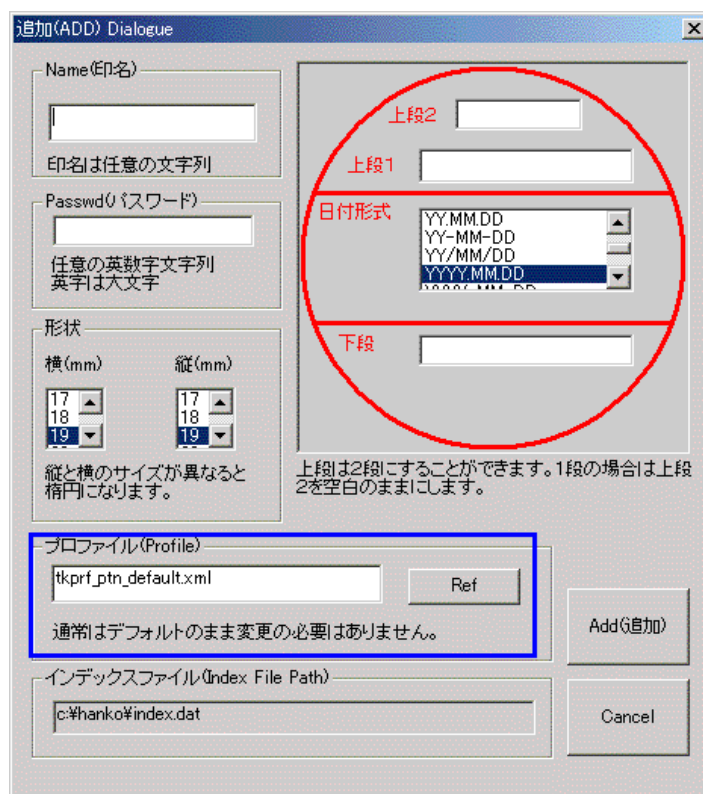 追加(ADD) Dialogue
Name(印名)
印名は任意の文字列
Passwd(パスワード)
任意の英数字文字列
英字は大文字
形状
横(mm) 縦(mm)
17 17
18 18
19 19
縦と横のサイズが異なると
楕円になります。
上段2
上段1
日付形式
YY.MM.DD
YY-MM-DD
YY/MM/DD
YYYY.MM.DD
下段
上段は2段にすることができます。1段の場合は上段
2を空白のままにします。
プロファイル(Profile)
tkprf_ptn_default.xml
Ref
通常はデフォルトのまま変更の必要はありません。
インデックスファイル(Index File Path)
c:¥hanko¥index.dat
Add(追加)
Cancel